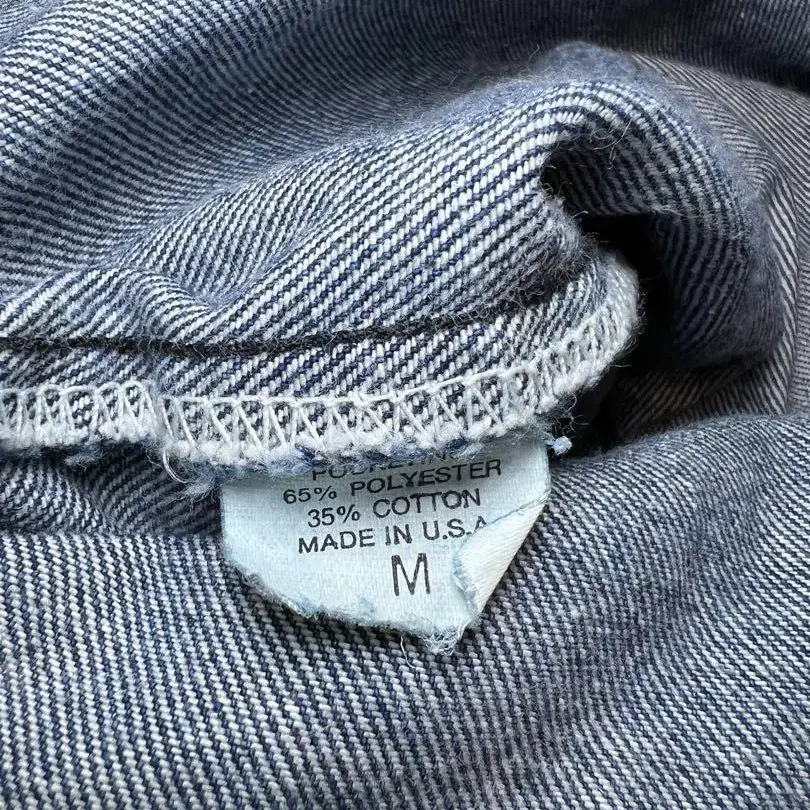 65% POLYESTER
35% COTTON
MADE IN U.S.A
M